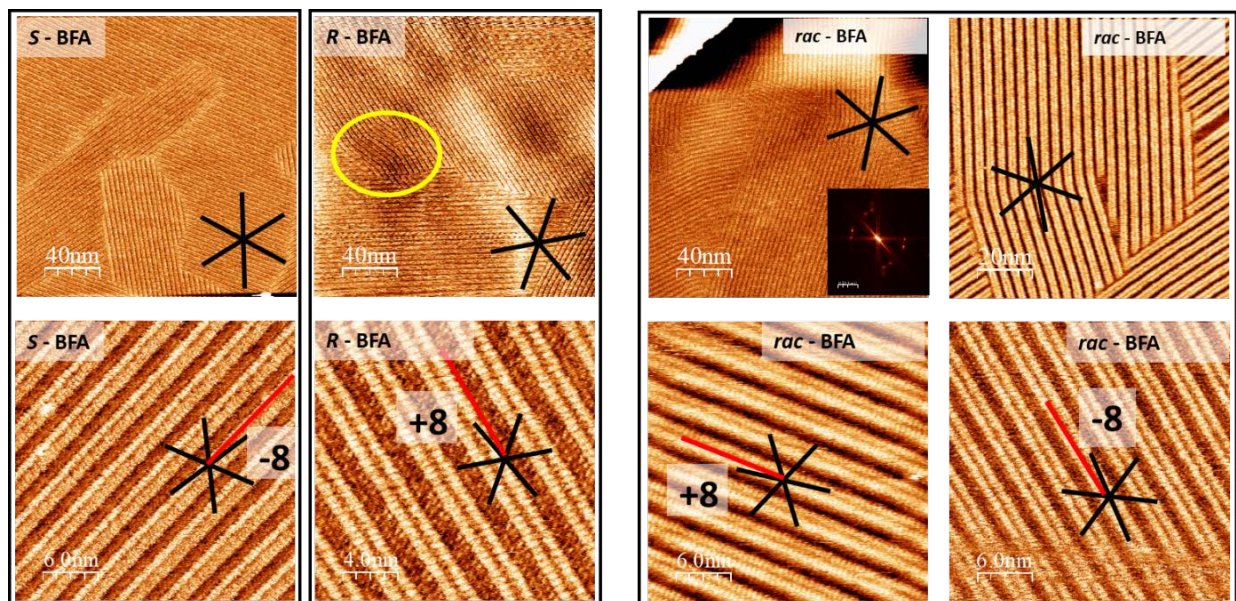 S - BFA
R - BFA
rac - BFA
rac - BFA
40nm
40nm
40nm
20nm
S - BFA
R - BFA
rac - BFA
rac - BFA
-8
+8
+8
-8
6.0nm
4.0nm
6.0nm
6.0nm